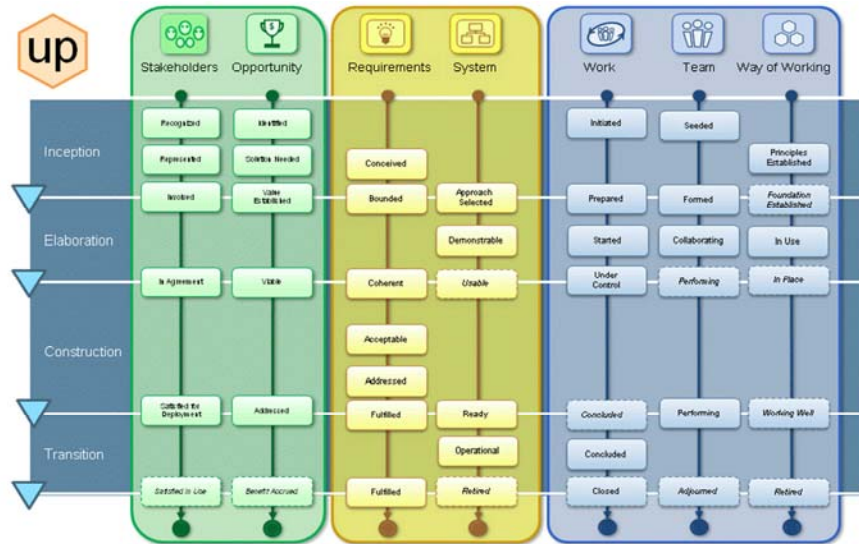 up
Stakeholders Opportunity Requirements System Work Team Way of Working
Recognized Identified Initiated Seeded
Inception
Represented Solution Needed Conceived Principles
Established
Involved Value
Established Bounded Approach
Selected Prepared Formed Foundation
Established
Elaboration Demonstrable Started Collaborating In Use
In Agreement Viable Coherent Usable Under
Control Performing In Place
Acceptable
Construction
Addressed
Satisfied for
Deployment Addressed Fulfilled Ready Concluded Performing Working Well
Transition Operational Concluded
Satisfied in Use Benefit Accrued Fulfilled Retired Closed Adjourned Retired